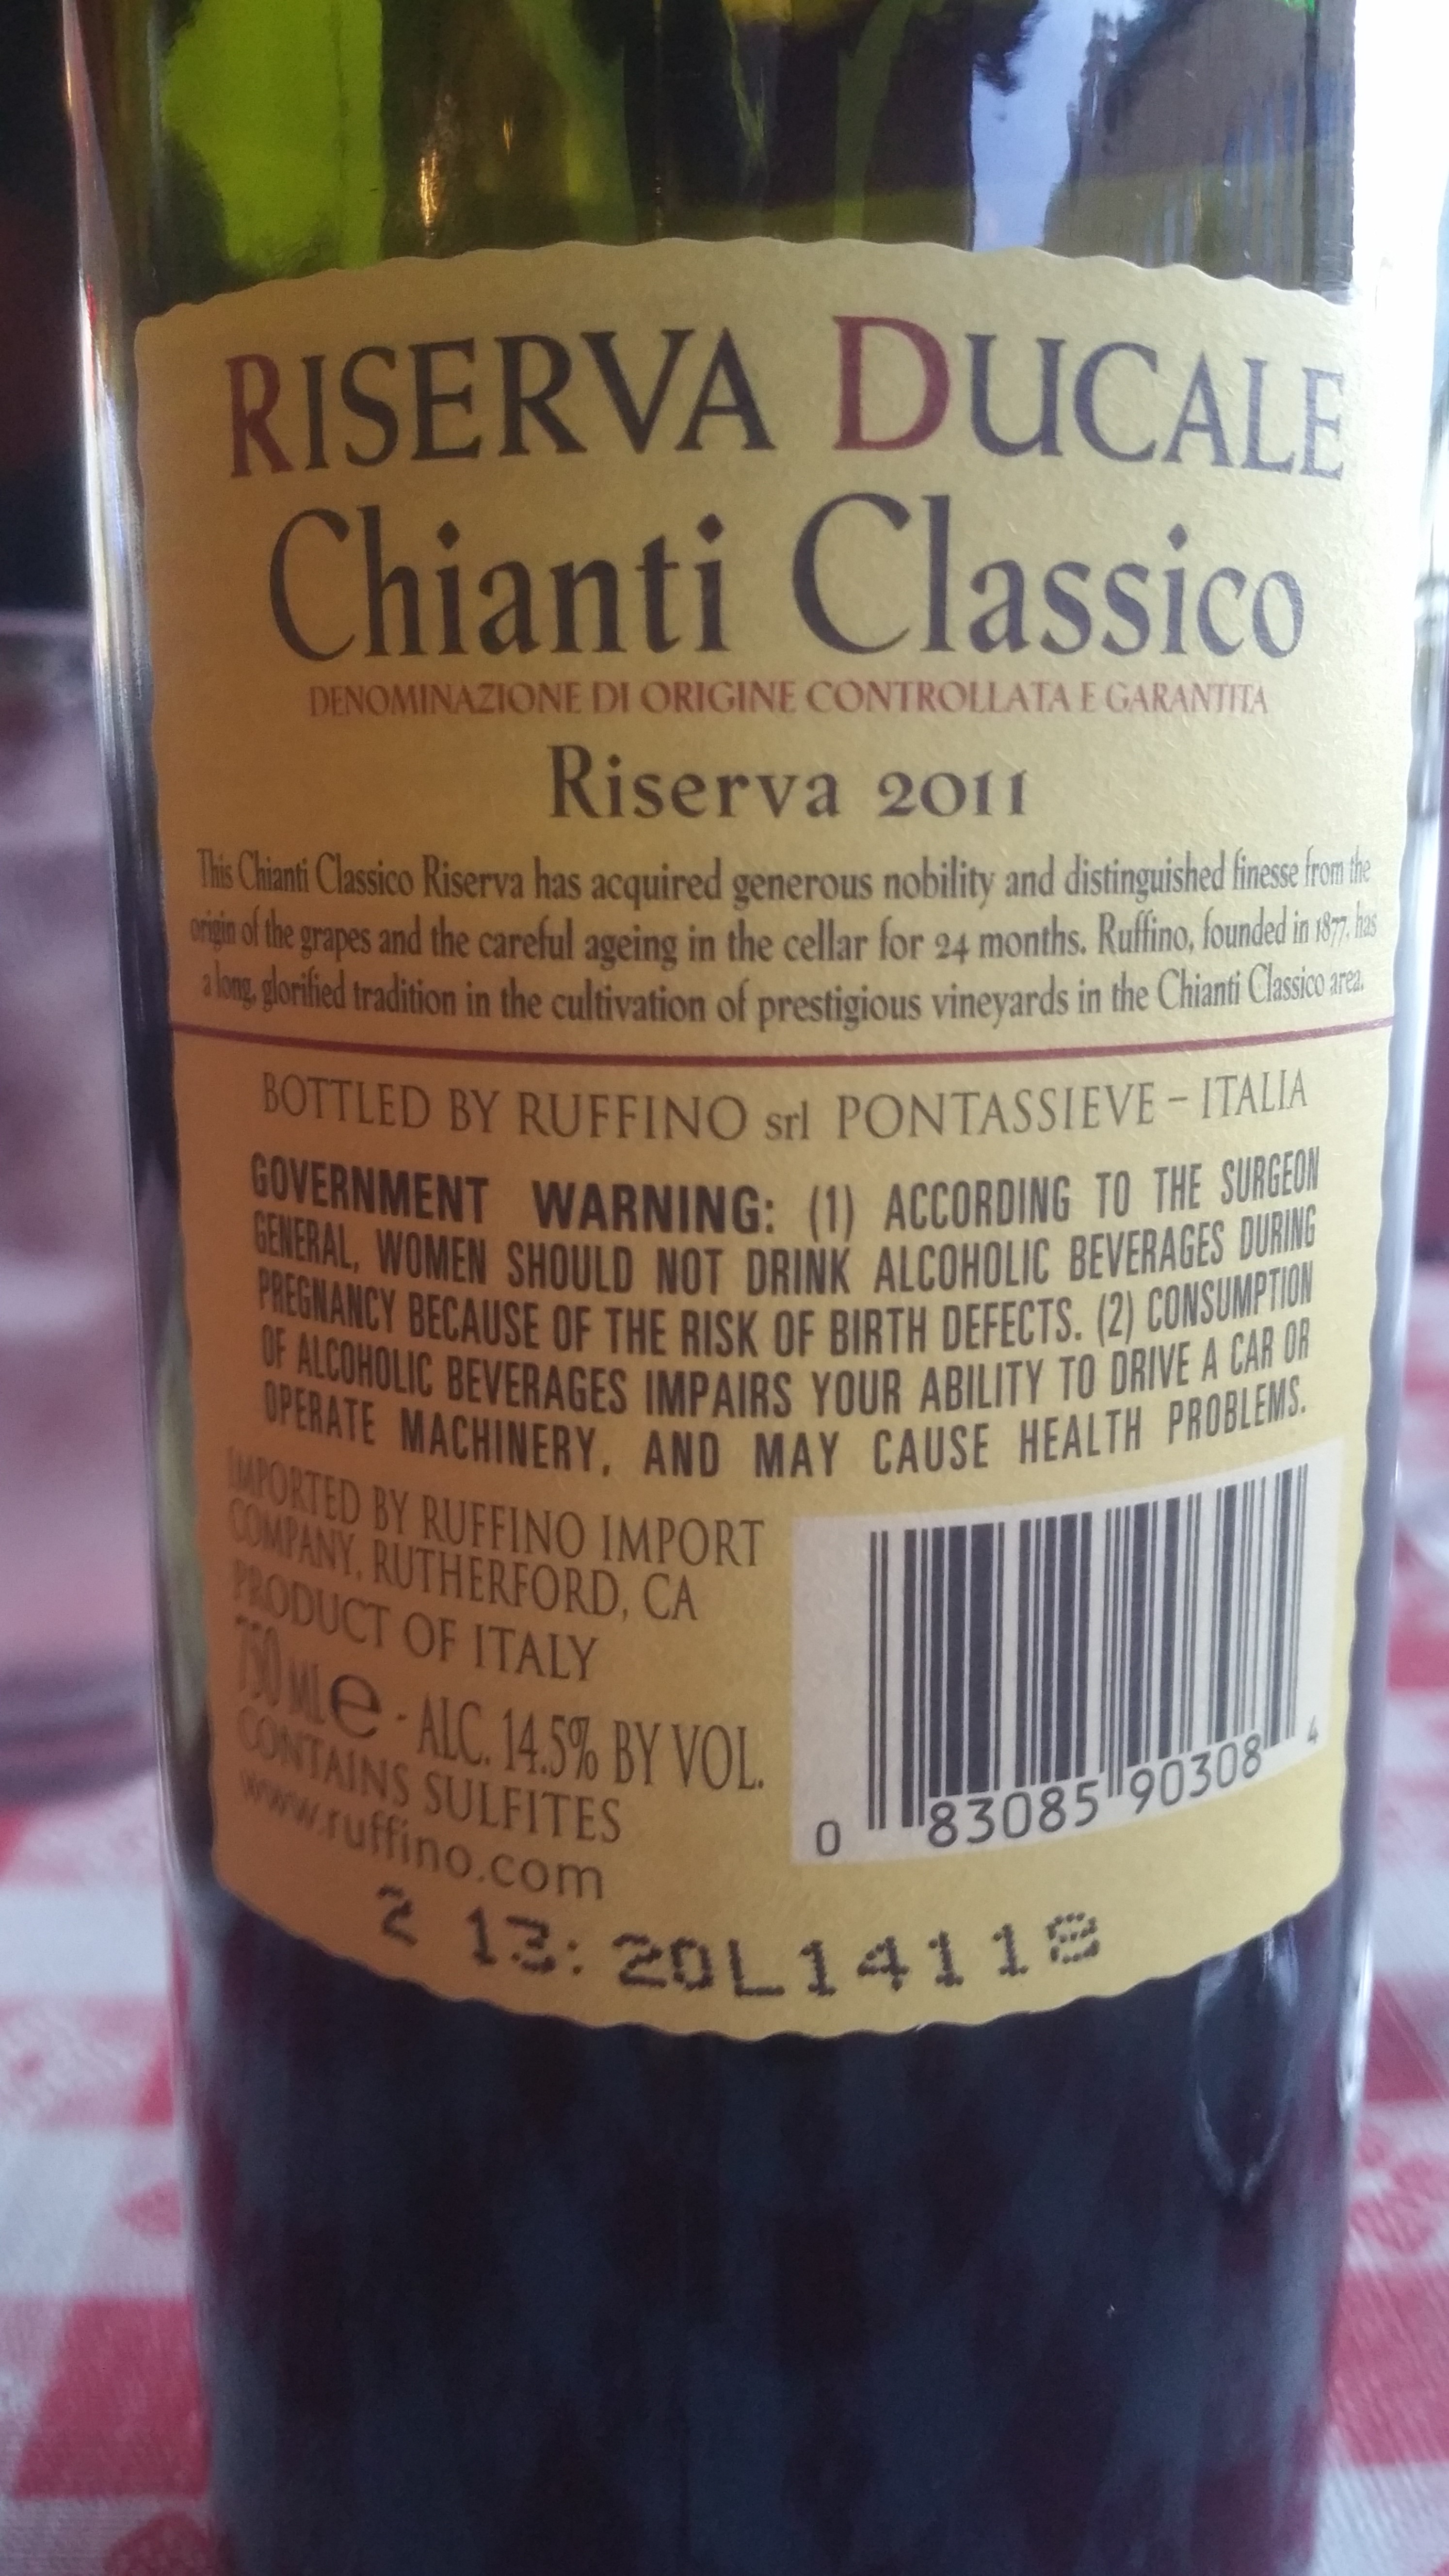 RISERVA DUCALE
Chianti Classico
DENOMINAZIONE DI ORIGINE CONTROLLATA E GARANTITA
Riserva 2011
This Chianti Classico Riserva has acquired generous nobility and distinguished finesse from the
origin of the grapes and the careful ageing in the cellar for 24 months. Ruffino, founded in 1877, has
a long, glorified tradition in the cultivation of prestigious vineyards in the Chianti Classico area.
BOTTLED BY RUFFINO srl PONTASSIEVE – ITALIA
GOVERNMENT WARNING: (1) ACCORDING TO THE SURGEON
GENERAL, WOMEN SHOULD NOT DRINK ALCOHOLIC BEVERAGES DURING
PREGNANCY BECAUSE OF THE RISK OF BIRTH DEFECTS. (2) CONSUMPTION
OF ALCOHOLIC BEVERAGES IMPAIRS YOUR ABILITY TO DRIVE A CAR OR
OPERATE MACHINERY, AND MAY CAUSE HEALTH PROBLEMS.
IMPORTED BY RUFFINO IMPORT
COMPANY, RUTHERFORD, CA
PRODUCT OF ITALY
750 ML e - ALC. 14.5% BY VOL.
CONTAINS SULFITES
www.ruffino.com
0 83085 90308 4
2 13:20L14118